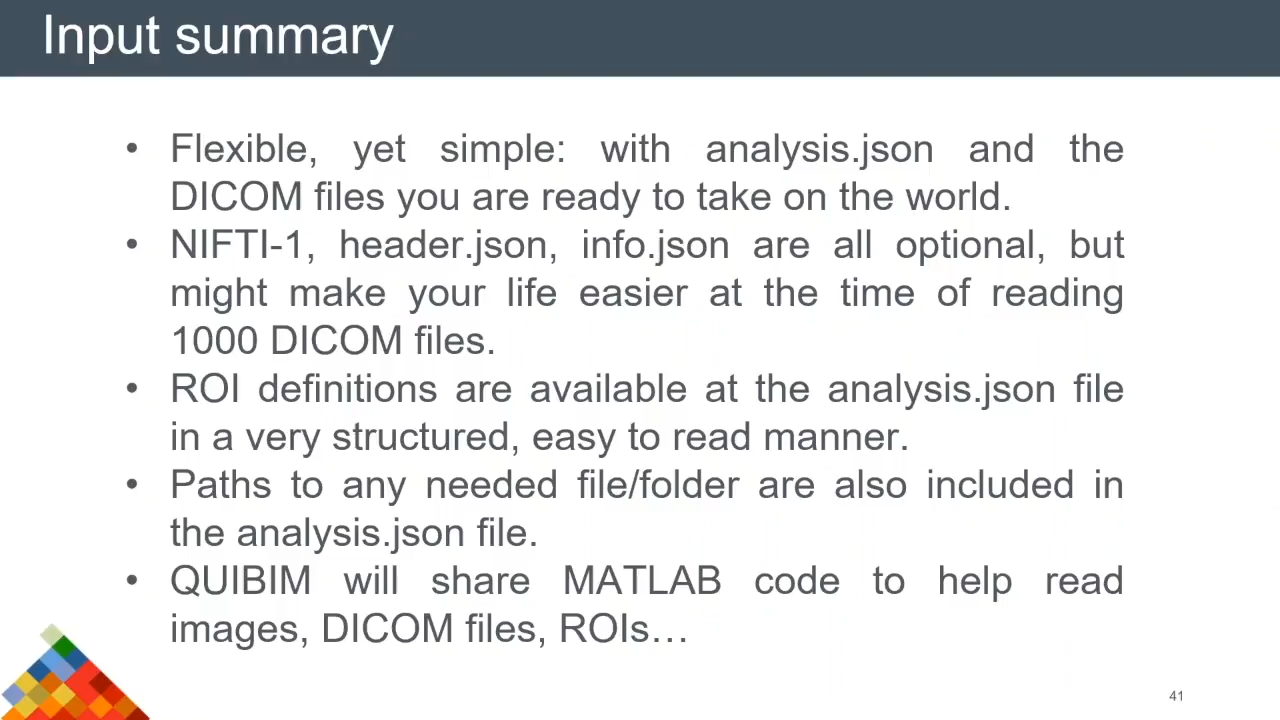 Input summary
• Flexible, yet simple: with analysis.json and the
DICOM files you are ready to take on the world.
• NIFTI-1, header.json, info.json are all optional, but
might make your life easier at the time of reading
1000 DICOM files.
• ROI definitions are available at the analysis.json file
in a very structured, easy to read manner.
• Paths to any needed file/folder are also included in
the analysis.json file.
• QUIBIM will share MATLAB code to help read
images, DICOM files, ROIs…
41